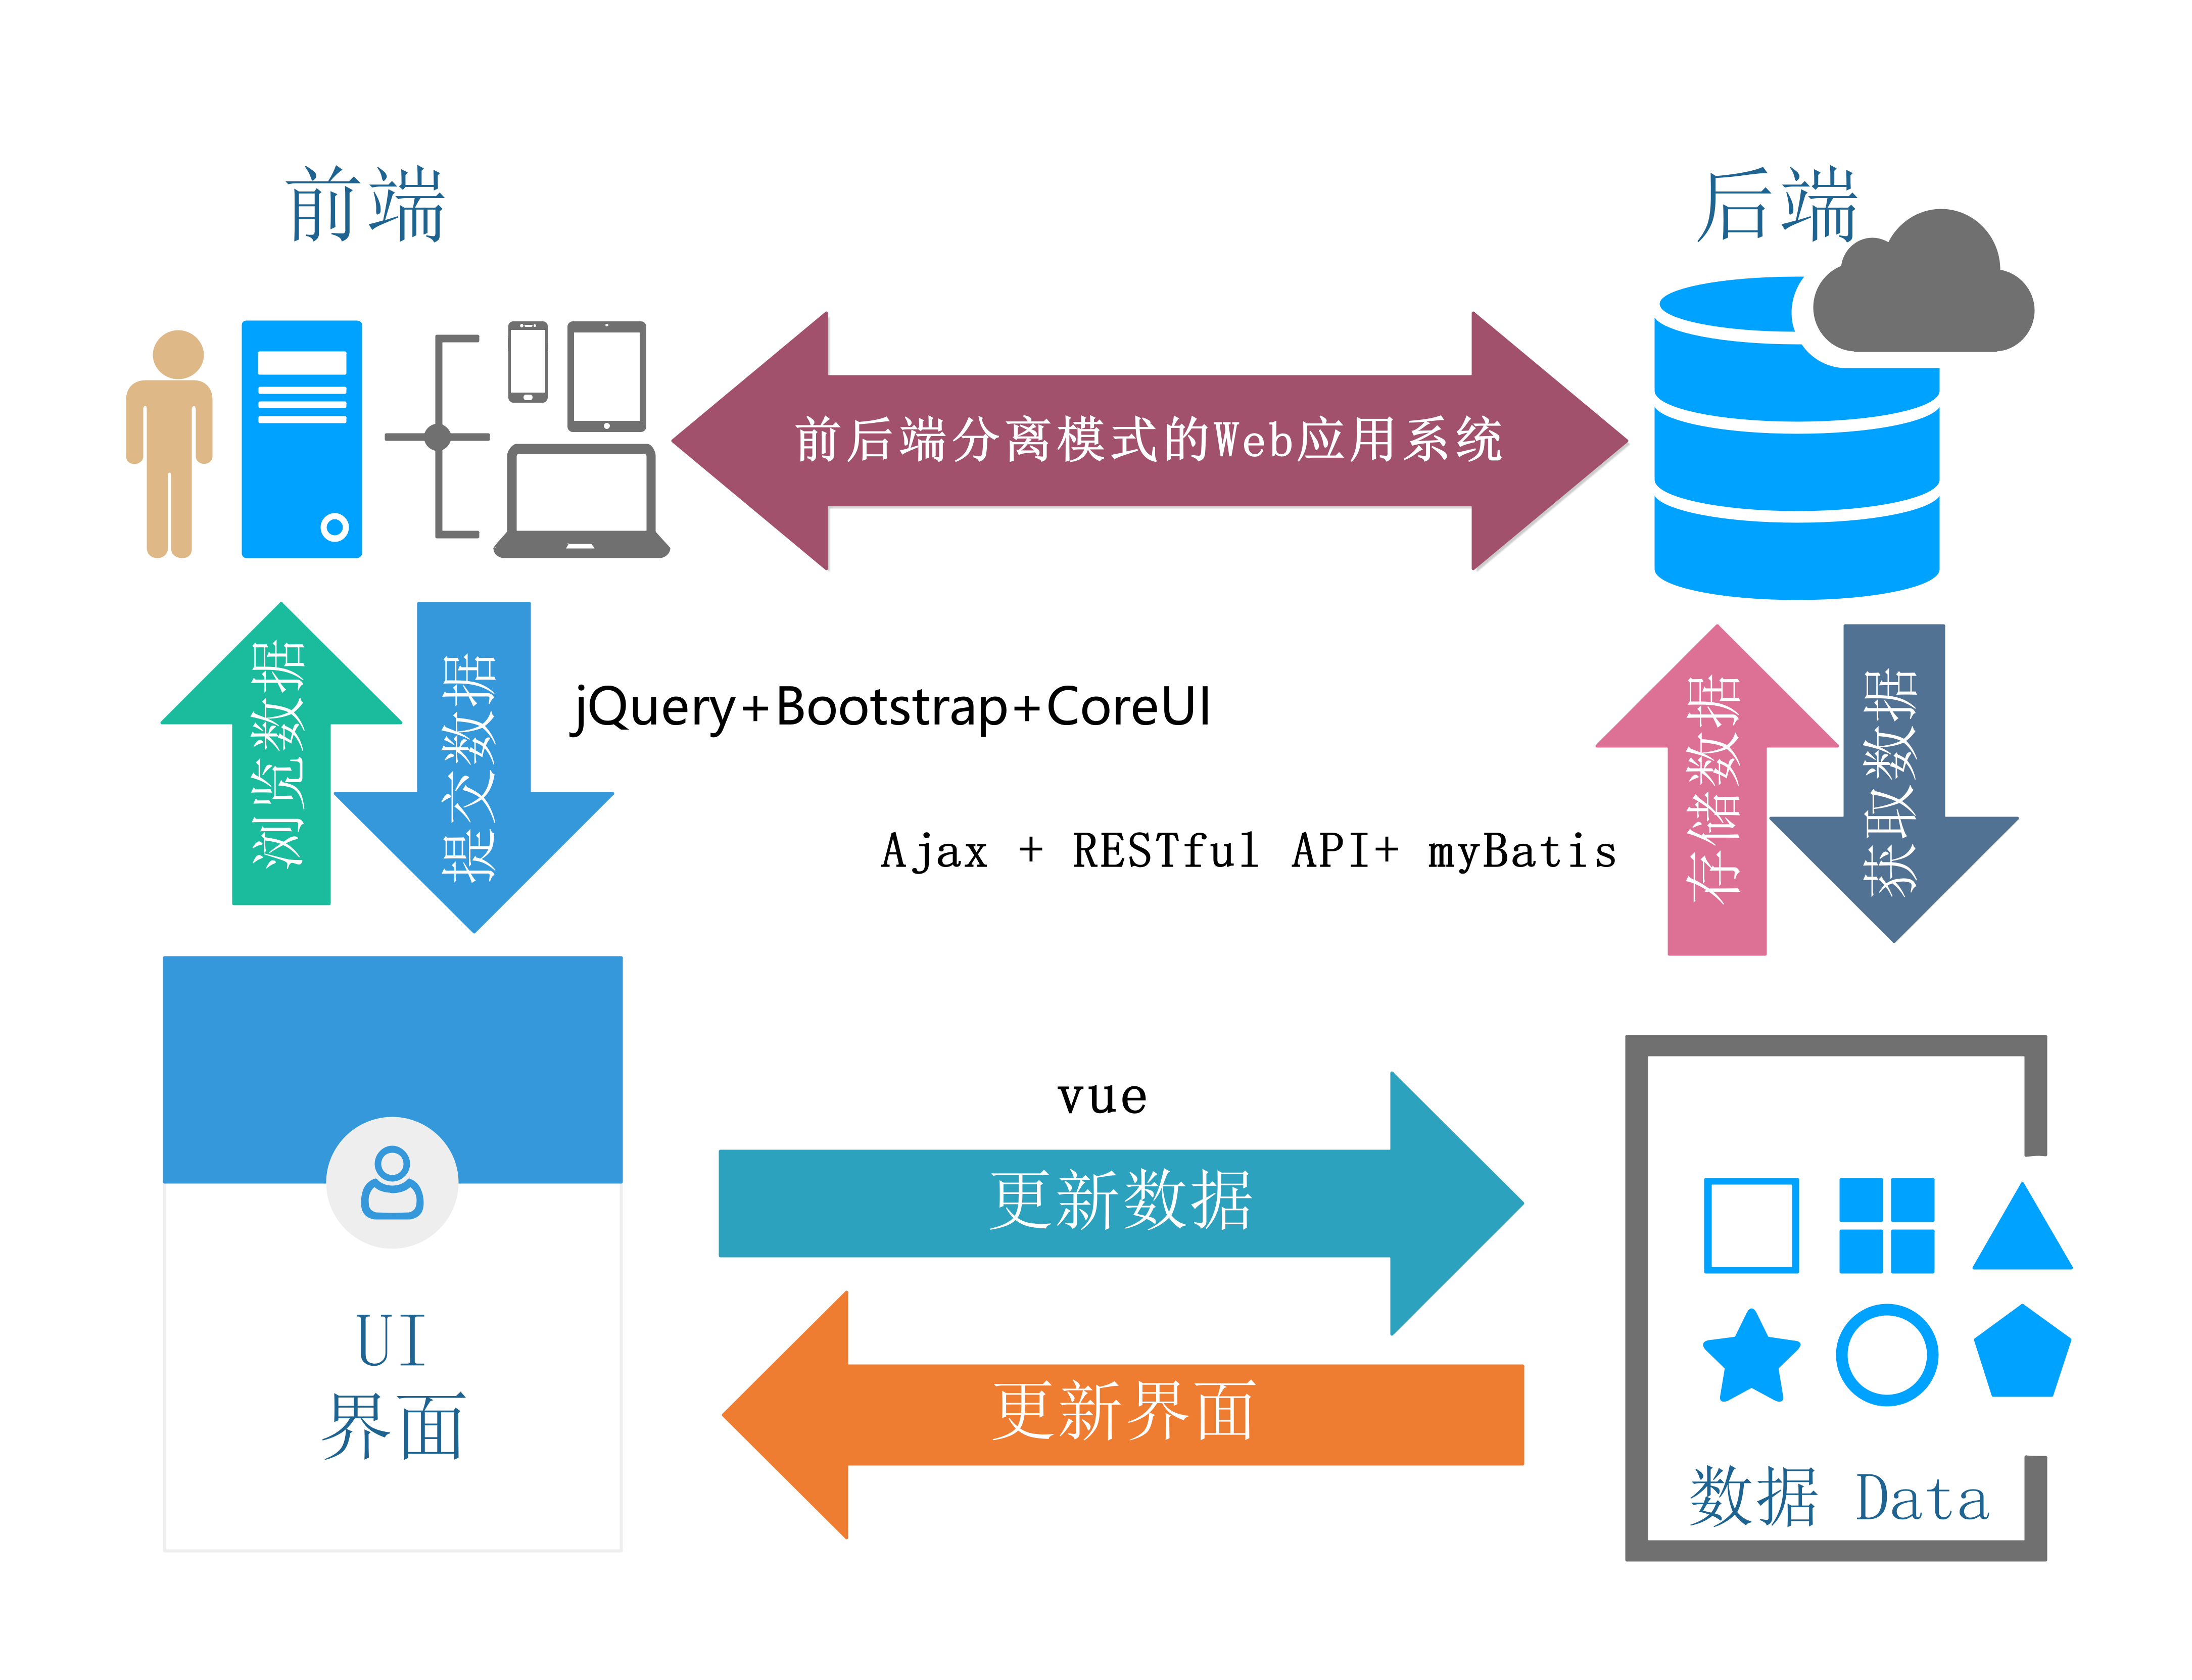 前端
后端
前后端分离模式的Web应用系统
浏览数据
提交数据
jQuery+Bootstrap+CoreUI
Ajax + RESTful API+ myBatis
存储数据
获取数据
vue
更新数据
更新界面
UI
界面
数据 Data